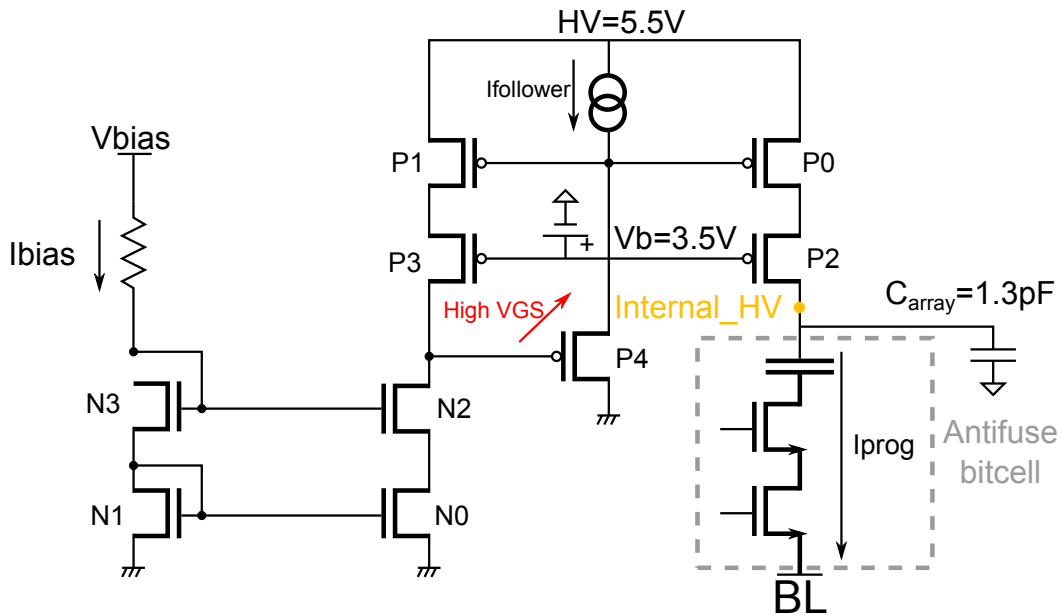 HV=5.5V
Ifollower
Vbias
P1
P0
Ibias
Vb=3.5V
+
P3
P2
High VGS
Internal_HV
Carray=1.3pF
P4
N3
N2
Iprog
Antifuse
bitcell
N1
N0
BL